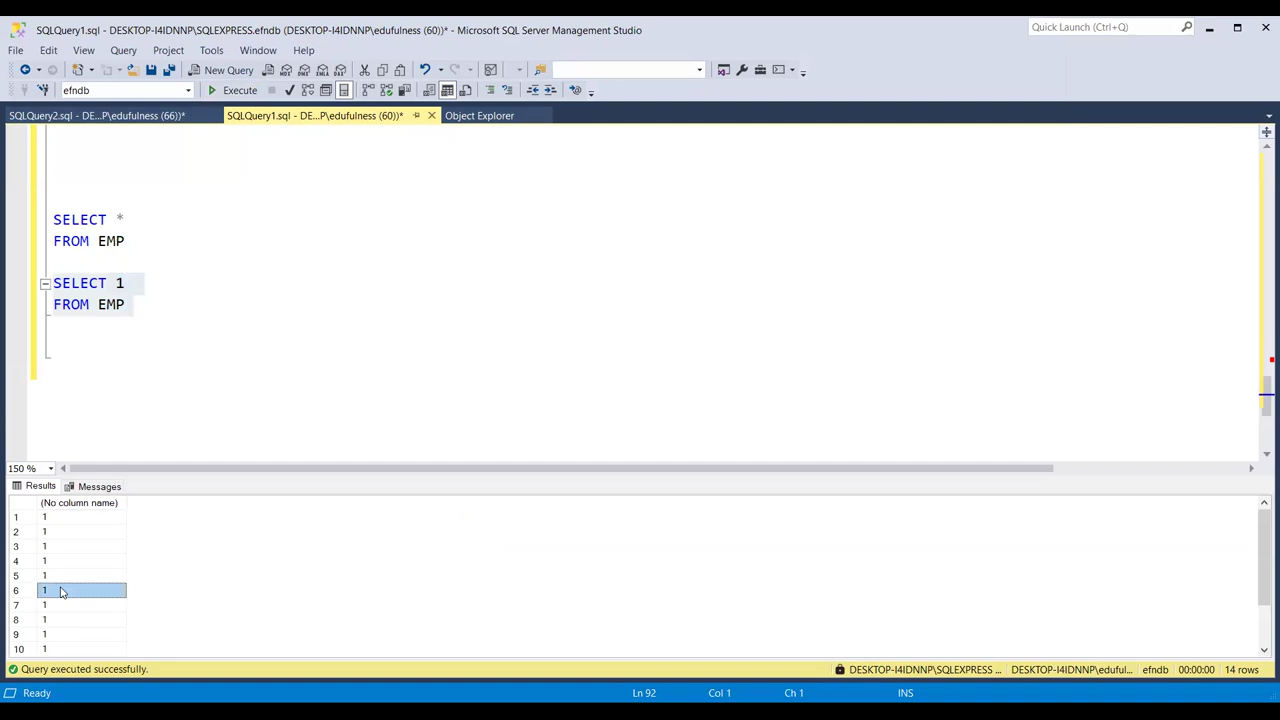 SQLQuery1.sql - DESKTOP-I4IDNNP\SQLEXPRESS.efndb (DESKTOP-I4IDNNP\edufulness (60))* - Microsoft SQL Server Management Studio
Quick Launch (Ctrl+Q)
File Edit View Query Project Tools Window Help
New Query MDX DMX XMLA DAX
efndb Execute
SQLQuery2.sql - DE...P\edufulness (66))* SQLQuery1.sql - DE...P\edufulness (60))* Object Explorer
SELECT *
FROM EMP
SELECT 1
FROM EMP
150 %
Results Messages
(No column name)
1 1
2 1
3 1
4 1
5 1
6 1
7 1
8 1
9 1
10 1
Query executed successfully. DESKTOP-I4IDNNP\SQLEXPRESS ... DESKTOP-I4IDNNP\eduful... efndb 00:00:00 14 rows
Ready Ln 92 Col 1 Ch 1 INS